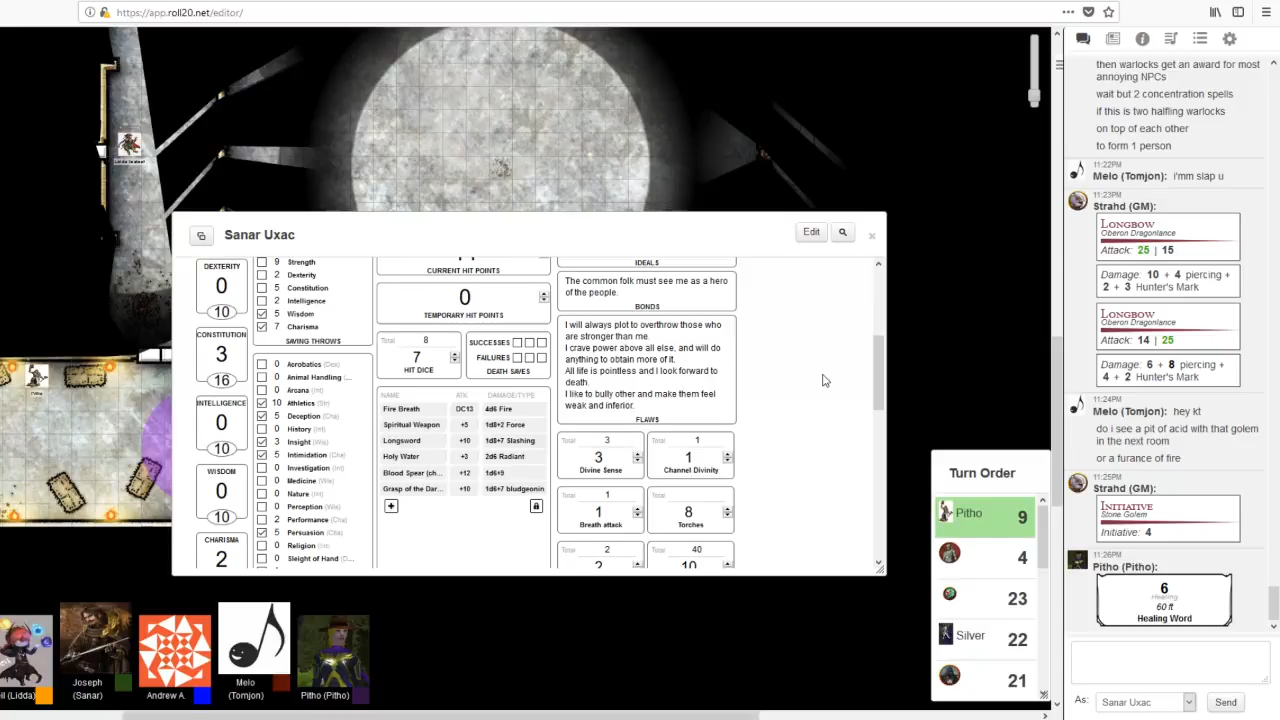 https://app.roll20.net/editor/
Pitho
Sanar Uxac
Edit
DEXTERITY
0
10
CONSTITUTION
3
16
INTELLIGENCE
0
10
WISDOM
0
10
CHARISMA
2
9 Strength
2 Dexterity
5 Constitution
2 Intelligence
5 Wisdom
7 Charisma
SAVING THROWS
0 Acrobatics (Dex)
0 Animal Handling (...
0 Arcana (Int)
10 Athletics (Str)
5 Deception (Cha)
0 History (Int)
3 Insight (Wis)
5 Intimidation (Cha)
0 Investigation (Int)
0 Medicine (Wis)
0 Nature (Int)
0 Perception (Wis)
2 Performance (Cha)
5 Persuasion (Cha)
0 Religion (Int)
0 Sleight of Hand (D...
CURRENT HIT POINTS
0
TEMPORARY HIT POINTS
Total 8
7
HIT DICE
SUCCESSES
FAILURES
DEATH SAVES
NAME ATK DAMAGE/TYPE
Fire Breath DC13 4d6 Fire
Spiritual Weapon +5 1d8+2 Force
Longsword +10 1d8+7 Slashing
Holy Water +3 2d6 Radiant
Blood Spear (ch... +12 1d6+9
Grasp of the Dar... +10 1d6+7 bludgeonin
IDEALS
The common folk must see me as a hero
of the people.
BONDS
I will always plot to overthrow those who
are stronger than me.
I crave power above all else, and will do
anything to obtain more of it.
All life is pointless and I look forward to
death.
I like to bully other and make them feel
weak and inferior.
FLAWS
Total 3
3
Divine Sense
Total 1
1
Channel Divinity
Total 1
1
Breath attack
Total 8
8
Torches
Total 2
2
Total 40
10
Turn Order
Pitho 9
4
23
Silver 22
21
il (Lidda)
Joseph
(Sanar)
Andrew A.
Melo
(Tomjon)
Pitho (Pitho)
then warlocks get an award for most
annoying NPCs
wait but 2 concentration spells
if this is two halfling warlocks
on top of each other
to form 1 person
11:22PM
Melo (Tomjon): i'mm slap u
11:23PM
Strahd (GM):
LONGBOW
Oberon Dragonlance
Attack: 25 | 15
Damage: 10 + 4 piercing +
2 + 3 Hunter's Mark
LONGBOW
Oberon Dragonlance
Attack: 14 | 25
Damage: 6 + 8 piercing +
4 + 2 Hunter's Mark
11:24PM
Melo (Tomjon): hey kt
do i see a pit of acid with that golem
in the next room
or a furance of fire
11:25PM
Strahd (GM):
INITIATIVE
Stone Golem
Initiative: 4
11:26PM
Pitho (Pitho):
6
Healing
60 ft
Healing Word
As: Sanar Uxac
Send